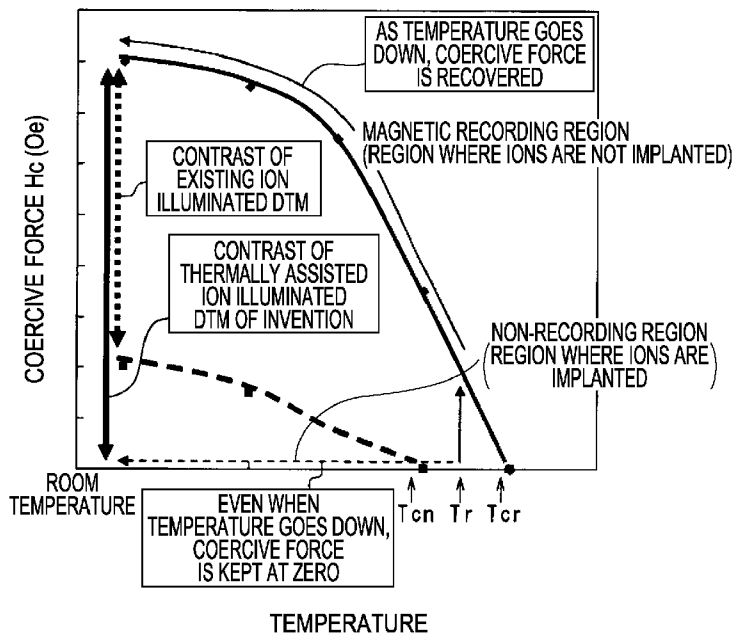 AS TEMPERATURE GOES
DOWN, COERCIVE FORCE
IS RECOVERED
MAGNETIC RECORDING REGION
(REGION WHERE IONS ARE NOT IMPLANTED)
CONTRAST OF
EXISTING ION
ILLUMINATED DTM
CONTRAST OF
THERMALLY ASSISTED
ION ILLUMINATED
DTM OF INVENTION
NON-RECORDING REGION
(REGION WHERE IONS ARE
IMPLANTED)
COERCIVE FORCE Hc (Oe)
ROOM
TEMPERATURE
EVEN WHEN
TEMPERATURE GOES DOWN,
COERCIVE FORCE
IS KEPT AT ZERO
Tcn Tr Tcr
TEMPERATURE